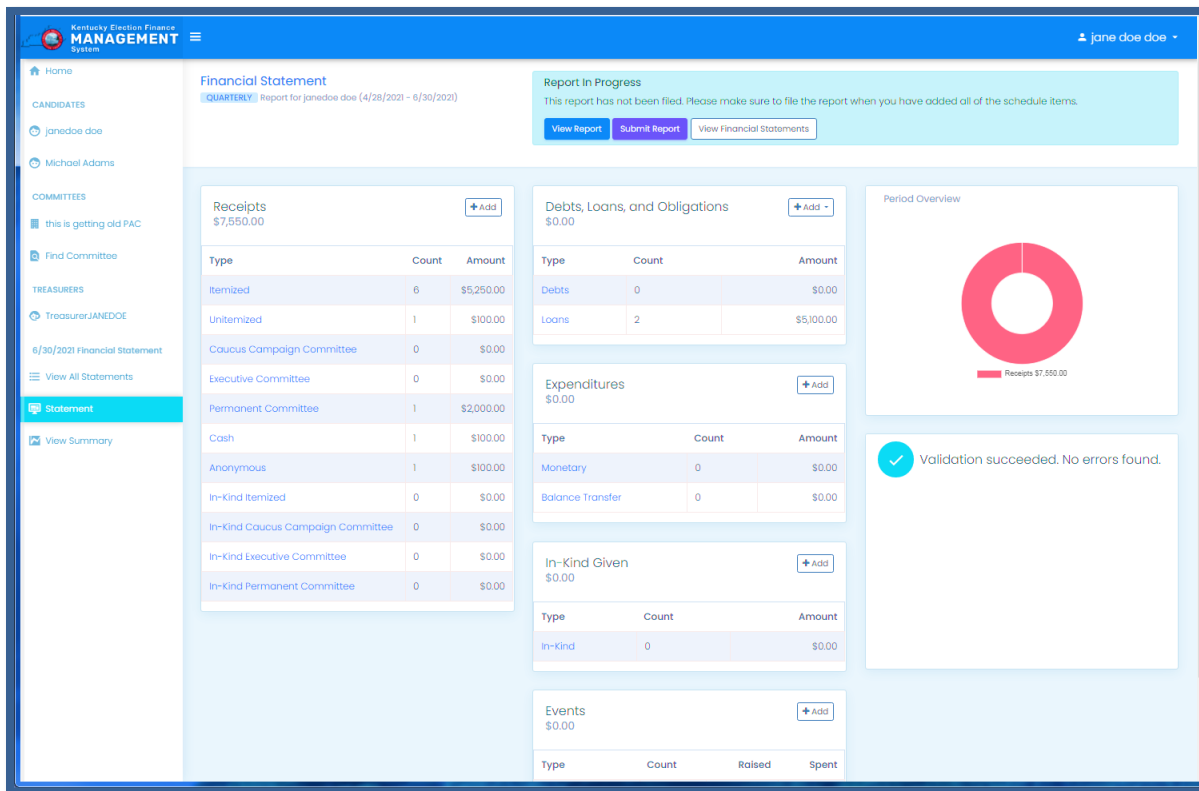 Kentucky Election Finance
MANAGEMENT
System
jane doe doe
Home
CANDIDATES
janedoe doe
Michael Adams
COMMITTEES
this is getting old PAC
Find Committee
TREASURERS
TreasurerJANEDOE
6/30/2021 Financial Statement
View All Statements
Statement
View Summary
Financial Statement
QUARTERLY Report for janedoe doe (4/28/2021 - 6/30/2021)
Report In Progress
This report has not been filed. Please make sure to file the report when you have added all of the schedule items.
View Report Submit Report View Financial Statements
Receipts
+ Add
$7,550.00
Type Count Amount
Itemized 6 $5,250.00
Unitemized 1 $100.00
Caucus Campaign Committee 0 $0.00
Executive Committee 0 $0.00
Permanent Committee 1 $2,000.00
Cash 1 $100.00
Anonymous 1 $100.00
In-Kind Itemized 0 $0.00
In-Kind Caucus Campaign Committee 0 $0.00
In-Kind Executive Committee 0 $0.00
In-Kind Permanent Committee 0 $0.00
Debts, Loans, and Obligations
+ Add
$0.00
Type Count Amount
Debts 0 $0.00
Loans 2 $5,100.00
Expenditures
+ Add
$0.00
Type Count Amount
Monetary 0 $0.00
Balance Transfer 0 $0.00
In-Kind Given
+ Add
$0.00
Type Count Amount
In-Kind 0 $0.00
Events
+ Add
$0.00
Type Count Raised Spent
Period Overview
Receipts $7,550.00
Validation succeeded. No errors found.